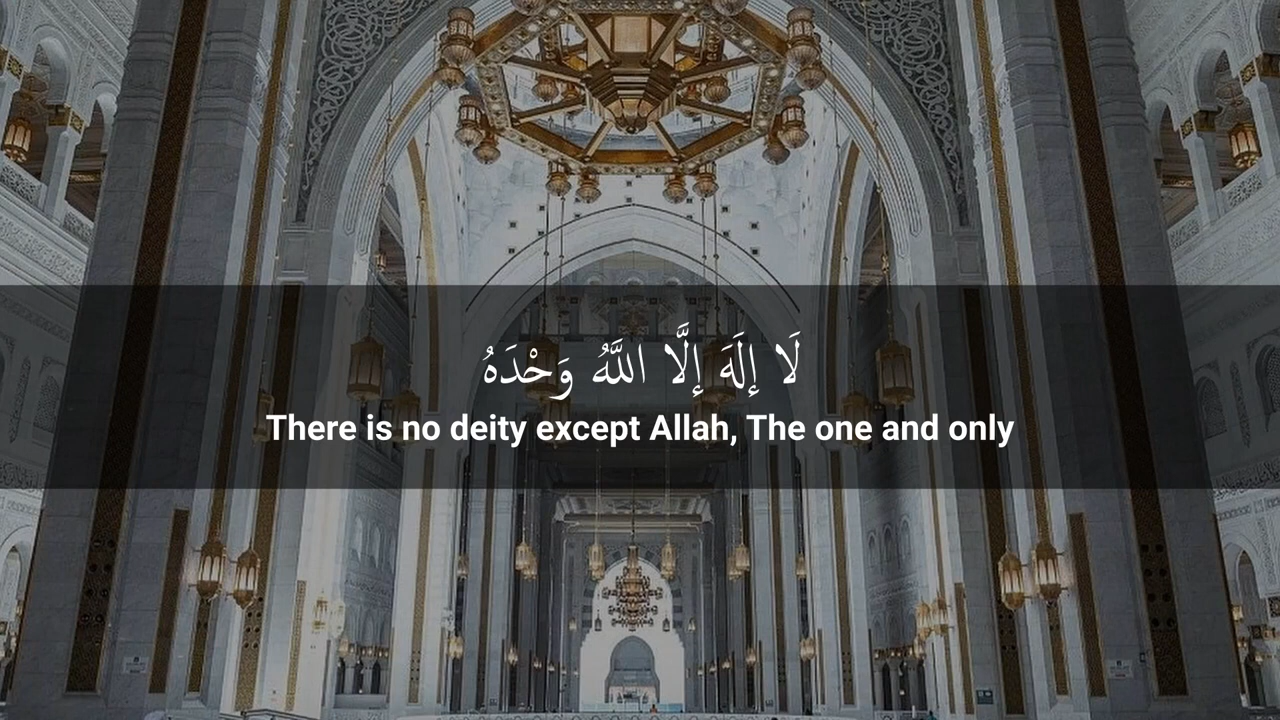 لَا إِلَهَ إِلَّا اللَّهُ وَحْدَهُ
There is no deity except Allah, The one and only